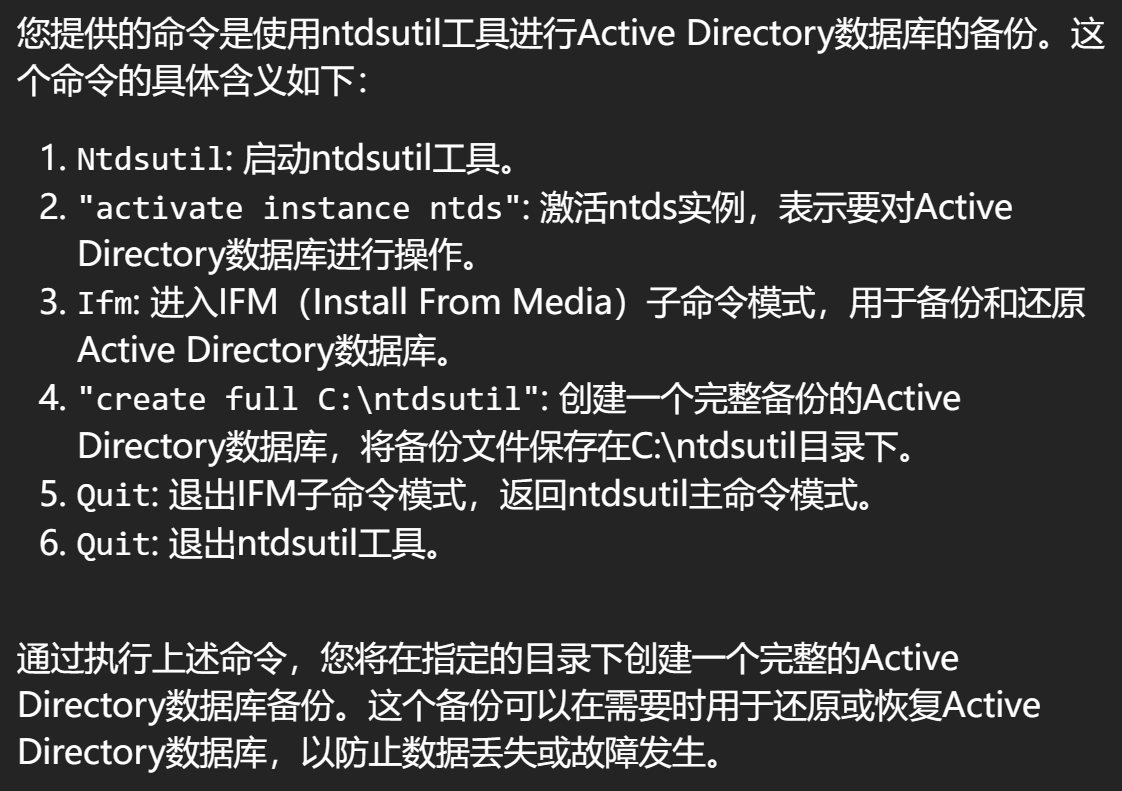 您提供的命令是使用ntdsutil工具进行Active Directory数据库的备份。这
个命令的具体含义如下：
1. Ntdsutil: 启动ntdsutil工具。
2. "activate instance ntds": 激活ntds实例，表示要对Active
Directory数据库进行操作。
3. Ifm: 进入IFM（Install From Media）子命令模式，用于备份和还原
Active Directory数据库。
4. "create full C:\ntdsutil": 创建一个完整备份的Active
Directory数据库，将备份文件保存在C:\ntdsutil目录下。
5. Quit: 退出IFM子命令模式，返回ntdsutil主命令模式。
6. Quit: 退出ntdsutil工具。
通过执行上述命令，您将在指定的目录下创建一个完整的Active
Directory数据库备份。这个备份可以在需要时用于还原或恢复Active
Directory数据库，以防止数据丢失或故障发生。